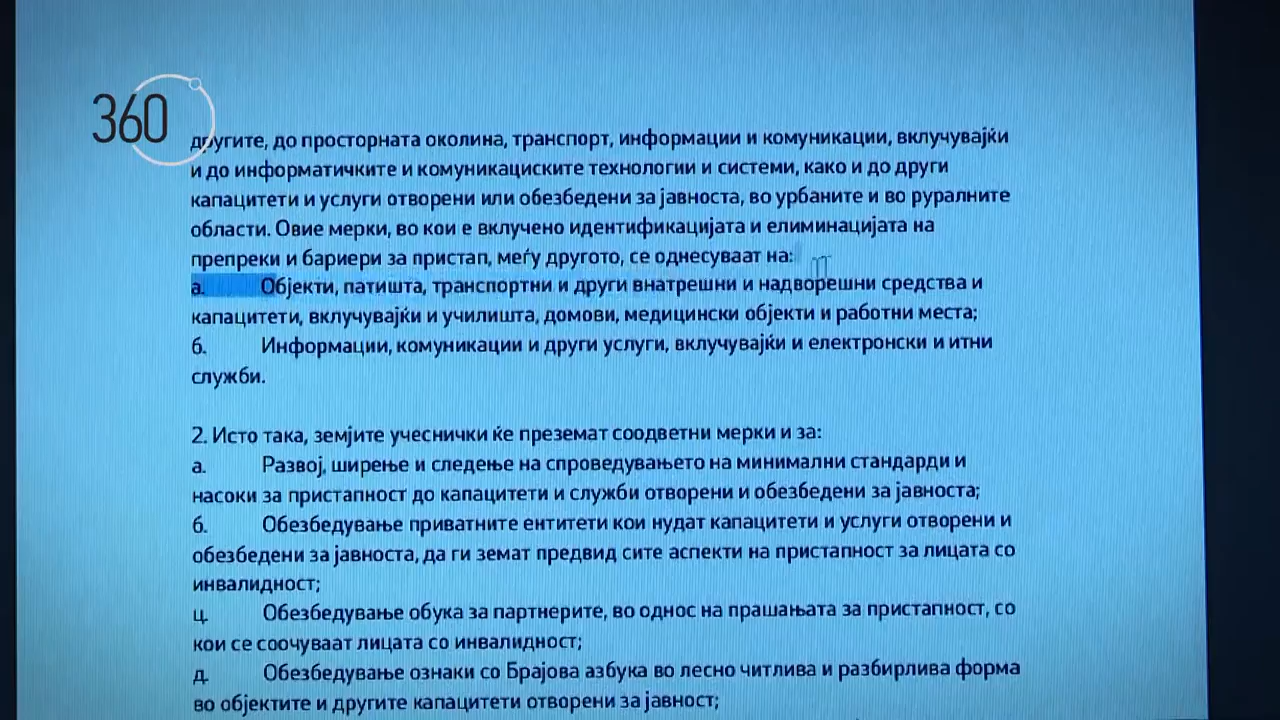 360
другите, до просторната околина, транспорт, информации и комуникации, вклучувајќи
и до информатичките и комуникациските технологии и системи, како и до други
капацитети и услуги отворени или обезбедени за јавноста, во урбаните и во руралните
области. Овие мерки, во кои е вклучено идентификацијата и елиминацијата на
препреки и бариери за пристап, меѓу другото, се однесуваат на:
а. Објекти, патишта, транспортни и други внатрешни и надворешни средства и
капацитети, вклучувајќи и училишта, домови, медицински објекти и работни места;
б. Информации, комуникации и други услуги, вклучувајќи и електронски и итни
служби.
2. Исто така, земјите учеснички ќе преземат соодветни мерки и за:
а. Развој, ширење и следење на спроведувањето на минимални стандарди и
насоки за пристапност до капацитети и служби отворени и обезбедени за јавноста;
б. Обезбедување приватните ентитети кои нудат капацитети и услуги отворени и
обезбедени за јавноста, да ги земат предвид сите аспекти на пристапност за лицата со
инвалидност;
ц. Обезбедување обука за партнерите, во однос на прашањата за пристапност, со
кои се соочуваат лицата со инвалидност;
д. Обезбедување ознаки со Брајова азбука во лесно читлива и разбирлива форма
во објектите и другите капацитети отворени за јавност;